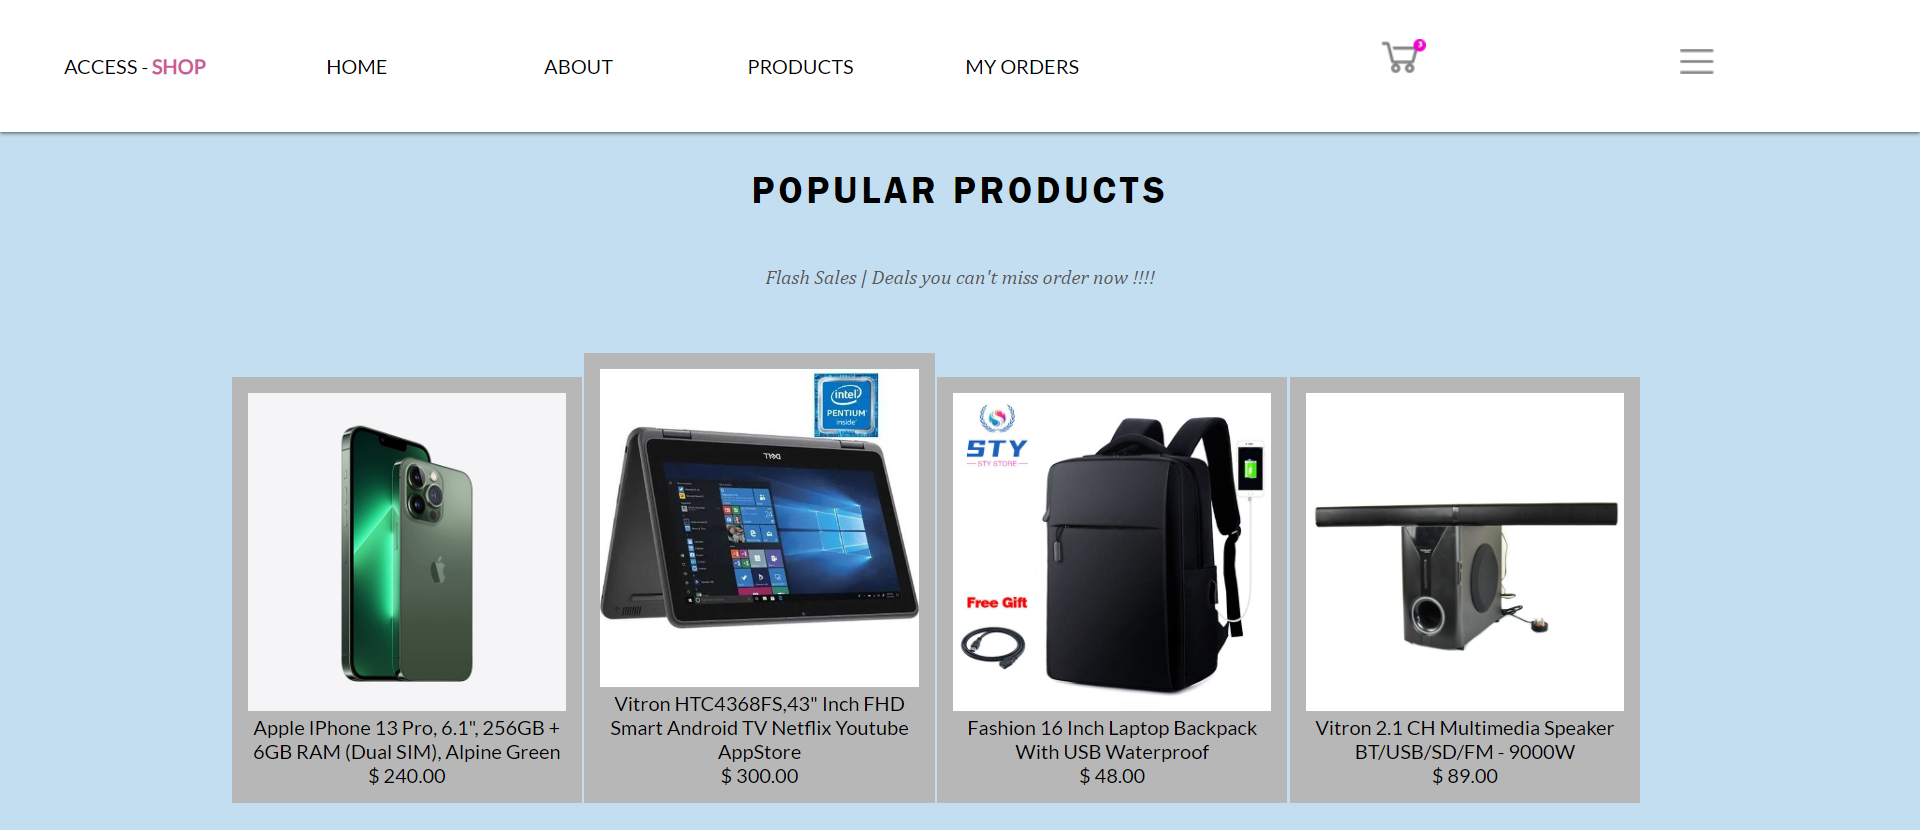 ACCESS - SHOP
HOME
ABOUT
PRODUCTS
MY ORDERS
3
POPULAR PRODUCTS
Flash Sales | Deals you can't miss order now !!!!
Apple IPhone 13 Pro, 6.1", 256GB +
6GB RAM (Dual SIM), Alpine Green
$ 240.00
intel
PENTIUM
inside
DELL
Vitron HTC4368FS,43" Inch FHD
Smart Android TV Netflix Youtube
AppStore
$ 300.00
STY
STY STORE
Free Gift
Fashion 16 Inch Laptop Backpack
With USB Waterproof
$ 48.00
Vitron 2.1 CH Multimedia Speaker
BT/USB/SD/FM - 9000W
$ 89.00